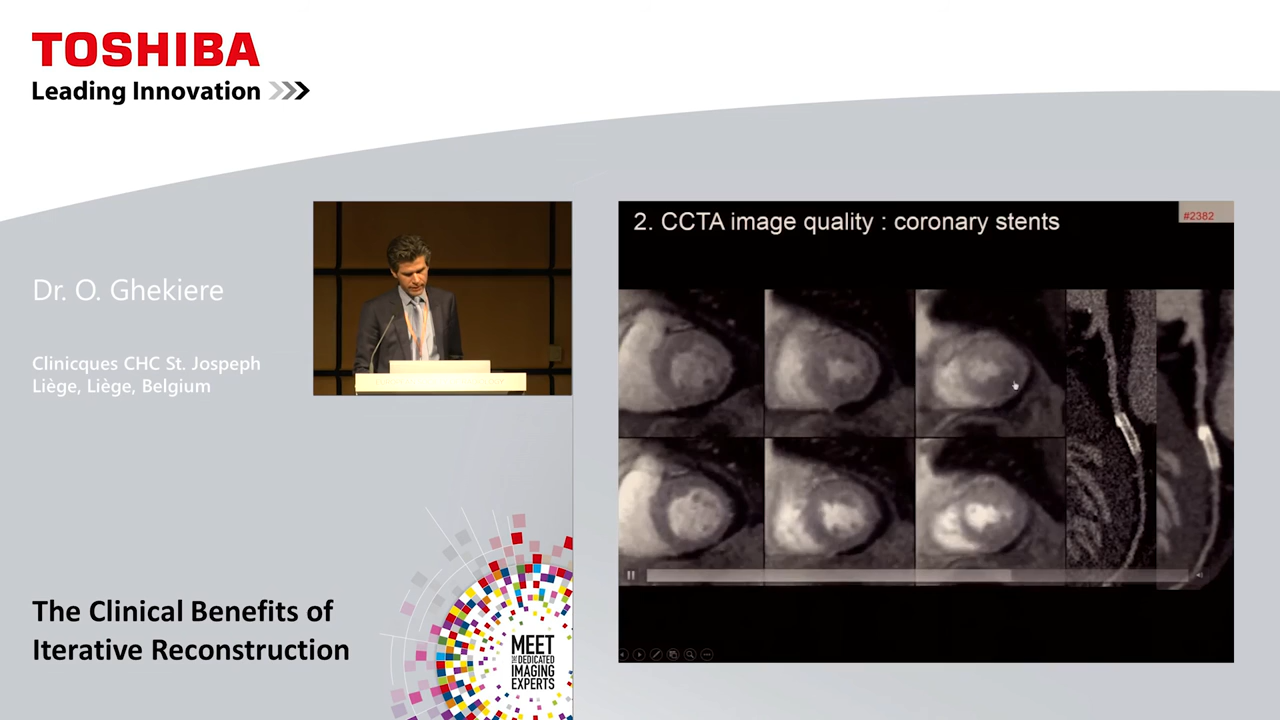 TOSHIBA
Leading Innovation
Dr. O. Ghekiere
Clinicques CHC St. Jospeph
Liège, Liège, Belgium
The Clinical Benefits of
Iterative Reconstruction
MEET
THE DEDICATED
IMAGING
EXPERTS
2. CCTA image quality : coronary stents
#2382